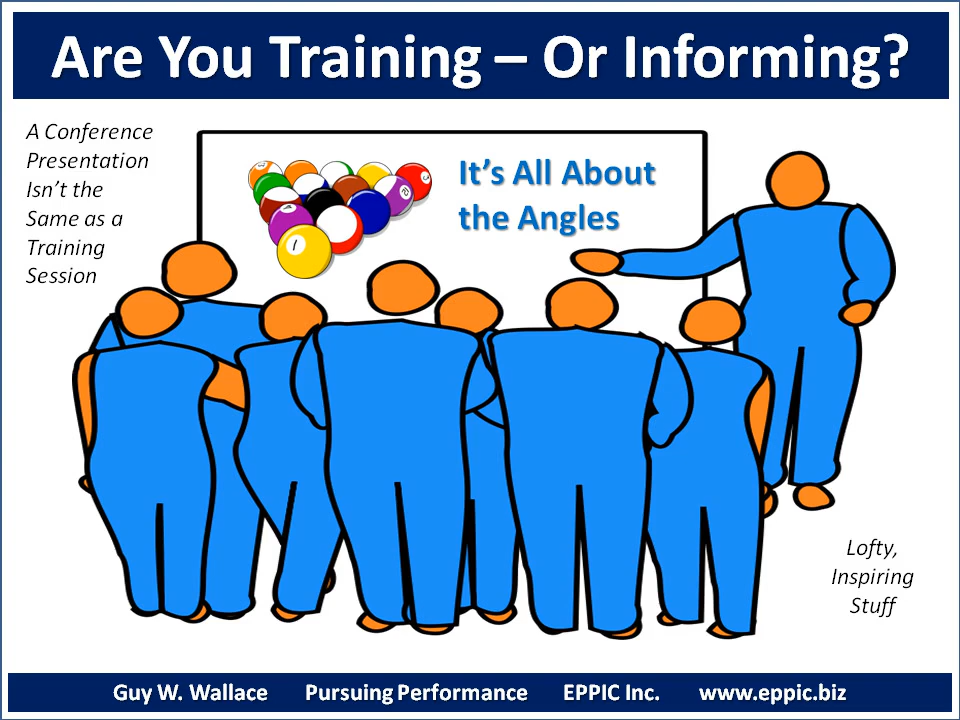 Are You Training – Or Informing?
A Conference
Presentation
Isn't the
Same as a
Training
Session
It's All About
the Angles
Lofty,
Inspiring
Stuff
Guy W. Wallace Pursuing Performance EPPIC Inc. www.eppic.biz